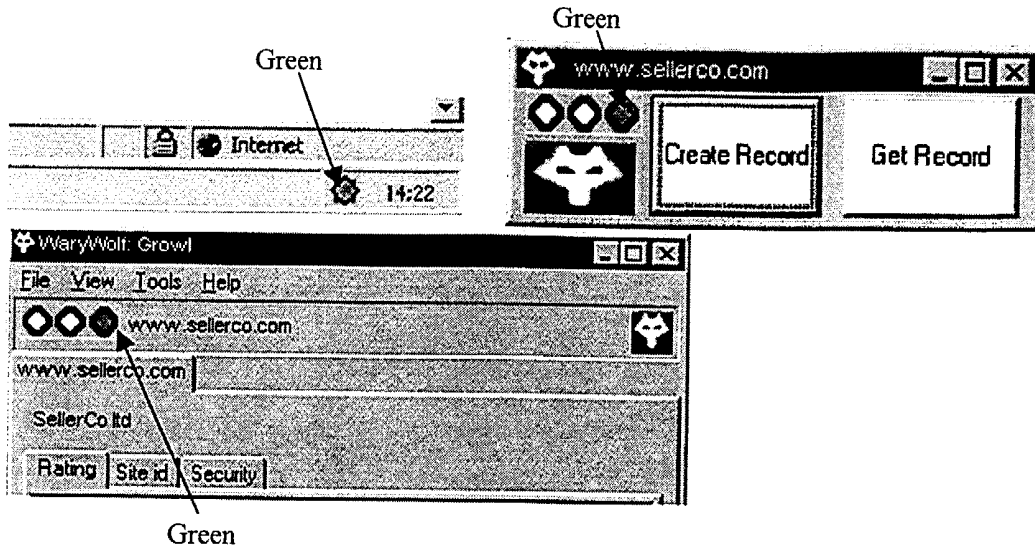 Green
Internet
14:22
Green
www.sellerco.com
Create Record
Get Record
WaryWolf: Growl
File View Tools Help
www.sellerco.com
www.sellerco.com
SellerCo ltd
Rating Site id Security
Green